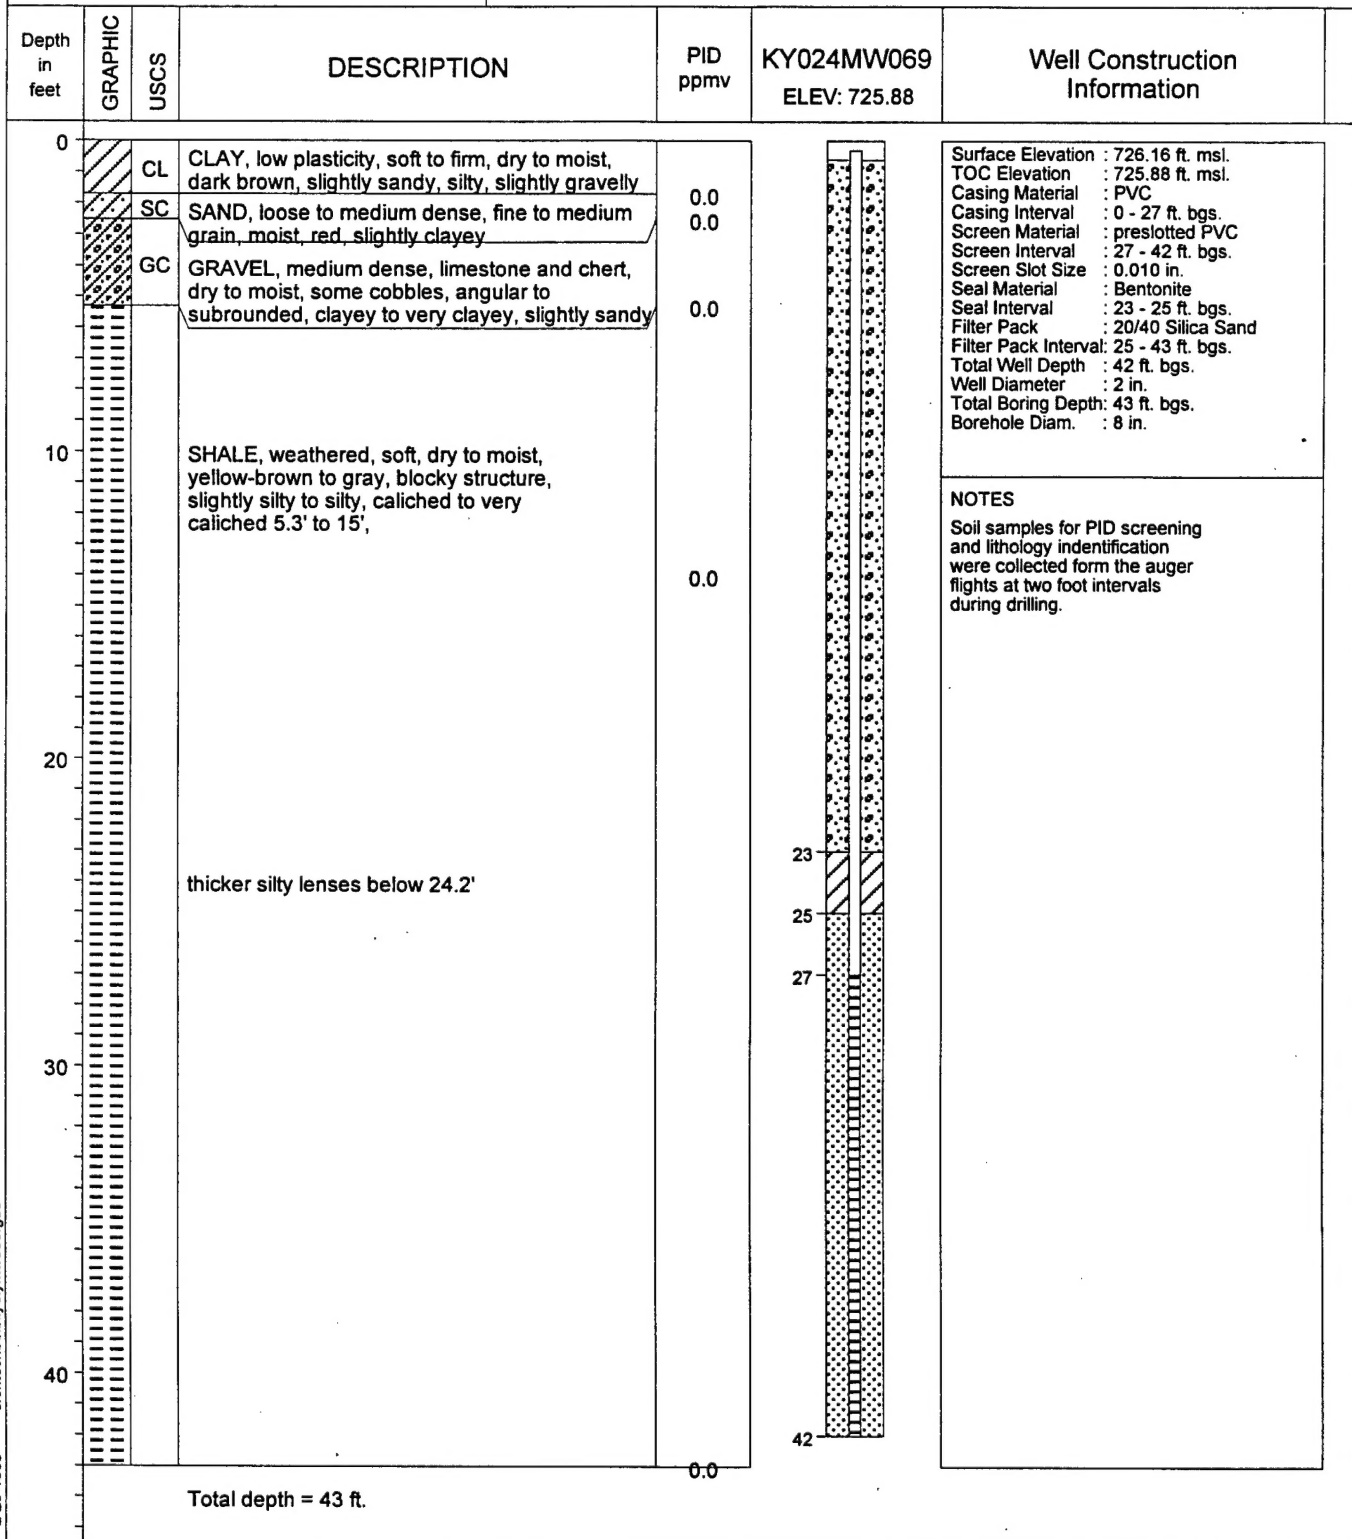 Depth
in
feet
GRAPHIC
USCS
DESCRIPTION
PID
ppmv
KY024MW069
ELEV: 725.88
Well Construction
Information
0
10
20
30
40
CL
SC
GC
CLAY, low plasticity, soft to firm, dry to moist,
dark brown, slightly sandy, silty, slightly gravelly
SAND, loose to medium dense, fine to medium
grain, moist, red, slightly clayey
GRAVEL, medium dense, limestone and chert,
dry to moist, some cobbles, angular to
subrounded, clayey to very clayey, slightly sandy
SHALE, weathered, soft, dry to moist,
yellow-brown to gray, blocky structure,
slightly silty to silty, caliched to very
caliched 5.3' to 15',
thicker silty lenses below 24.2'
Total depth = 43 ft.
0.0
0.0
0.0
0.0
0.0
23
25
27
42
Surface Elevation : 726.16 ft. msl.
TOC Elevation : 725.88 ft. msl.
Casing Material : PVC
Casing Interval : 0 - 27 ft. bgs.
Screen Material : preslotted PVC
Screen Interval : 27 - 42 ft. bgs.
Screen Slot Size : 0.010 in.
Seal Material : Bentonite
Seal Interval : 23 - 25 ft. bgs.
Filter Pack : 20/40 Silica Sand
Filter Pack Interval: 25 - 43 ft. bgs.
Total Well Depth : 42 ft. bgs.
Well Diameter : 2 in.
Total Boring Depth: 43 ft. bgs.
Borehole Diam. : 8 in.
NOTES
Soil samples for PID screening
and lithology indentification
were collected form the auger
flights at two foot intervals
during drilling.